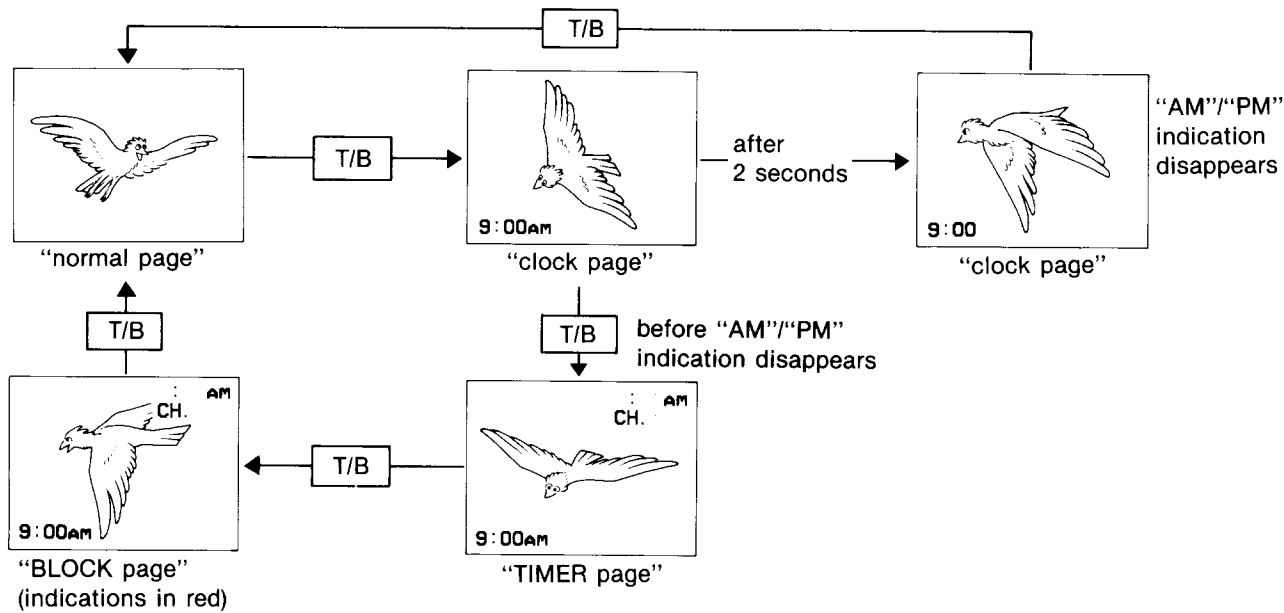 T/B
"AM"/"PM"
indication
disappears
T/B
after
2 seconds
9:00AM
9:00
"normal page"
"clock page"
"clock page"
T/B
T/B
before "AM"/"PM"
indication disappears
: AM
CH.
: AM
CH.
T/B
9:00AM
9:00AM
"BLOCK page"
(indications in red)
"TIMER page"